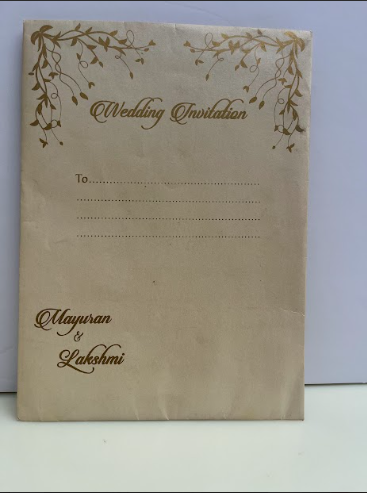 Wedding Invitation
To..........................................................
................................................................
................................................................
................................................................
Mayuran
&
Lakshmi